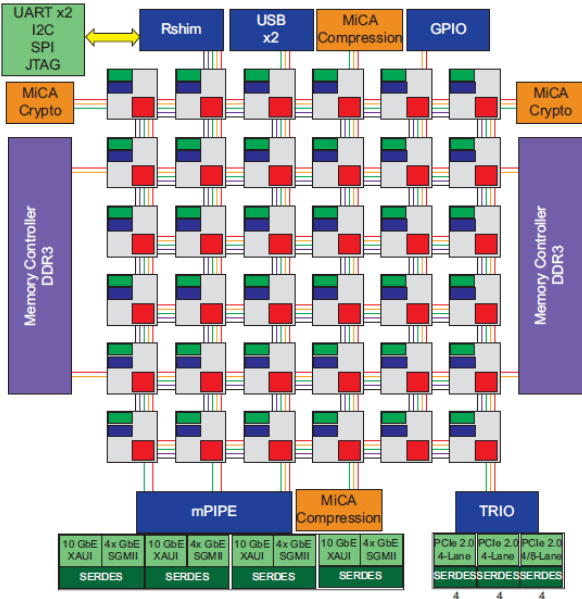 UART x2
I2C
SPI
JTAG
Rshim
USB
x2
MiCA
Compression
GPIO
MiCA
Crypto
MiCA
Crypto
Memory Controller
DDR3
Memory Controller
DDR3
mPIPE
MiCA
Compression
TRIO
10 GbE
XAUI
4x GbE
SGMII
10 GbE
XAUI
4x GbE
SGMII
10 GbE
XAUI
4x GbE
SGMII
10 GbE
XAUI
4x GbE
SGMII
SERDES
SERDES
SERDES
SERDES
PCIe 2.0
4-Lane
PCIe 2.0
4-Lane
PCIe 2.0
4/8-Lane
SERDES
SERDES
SERDES
4
4
4